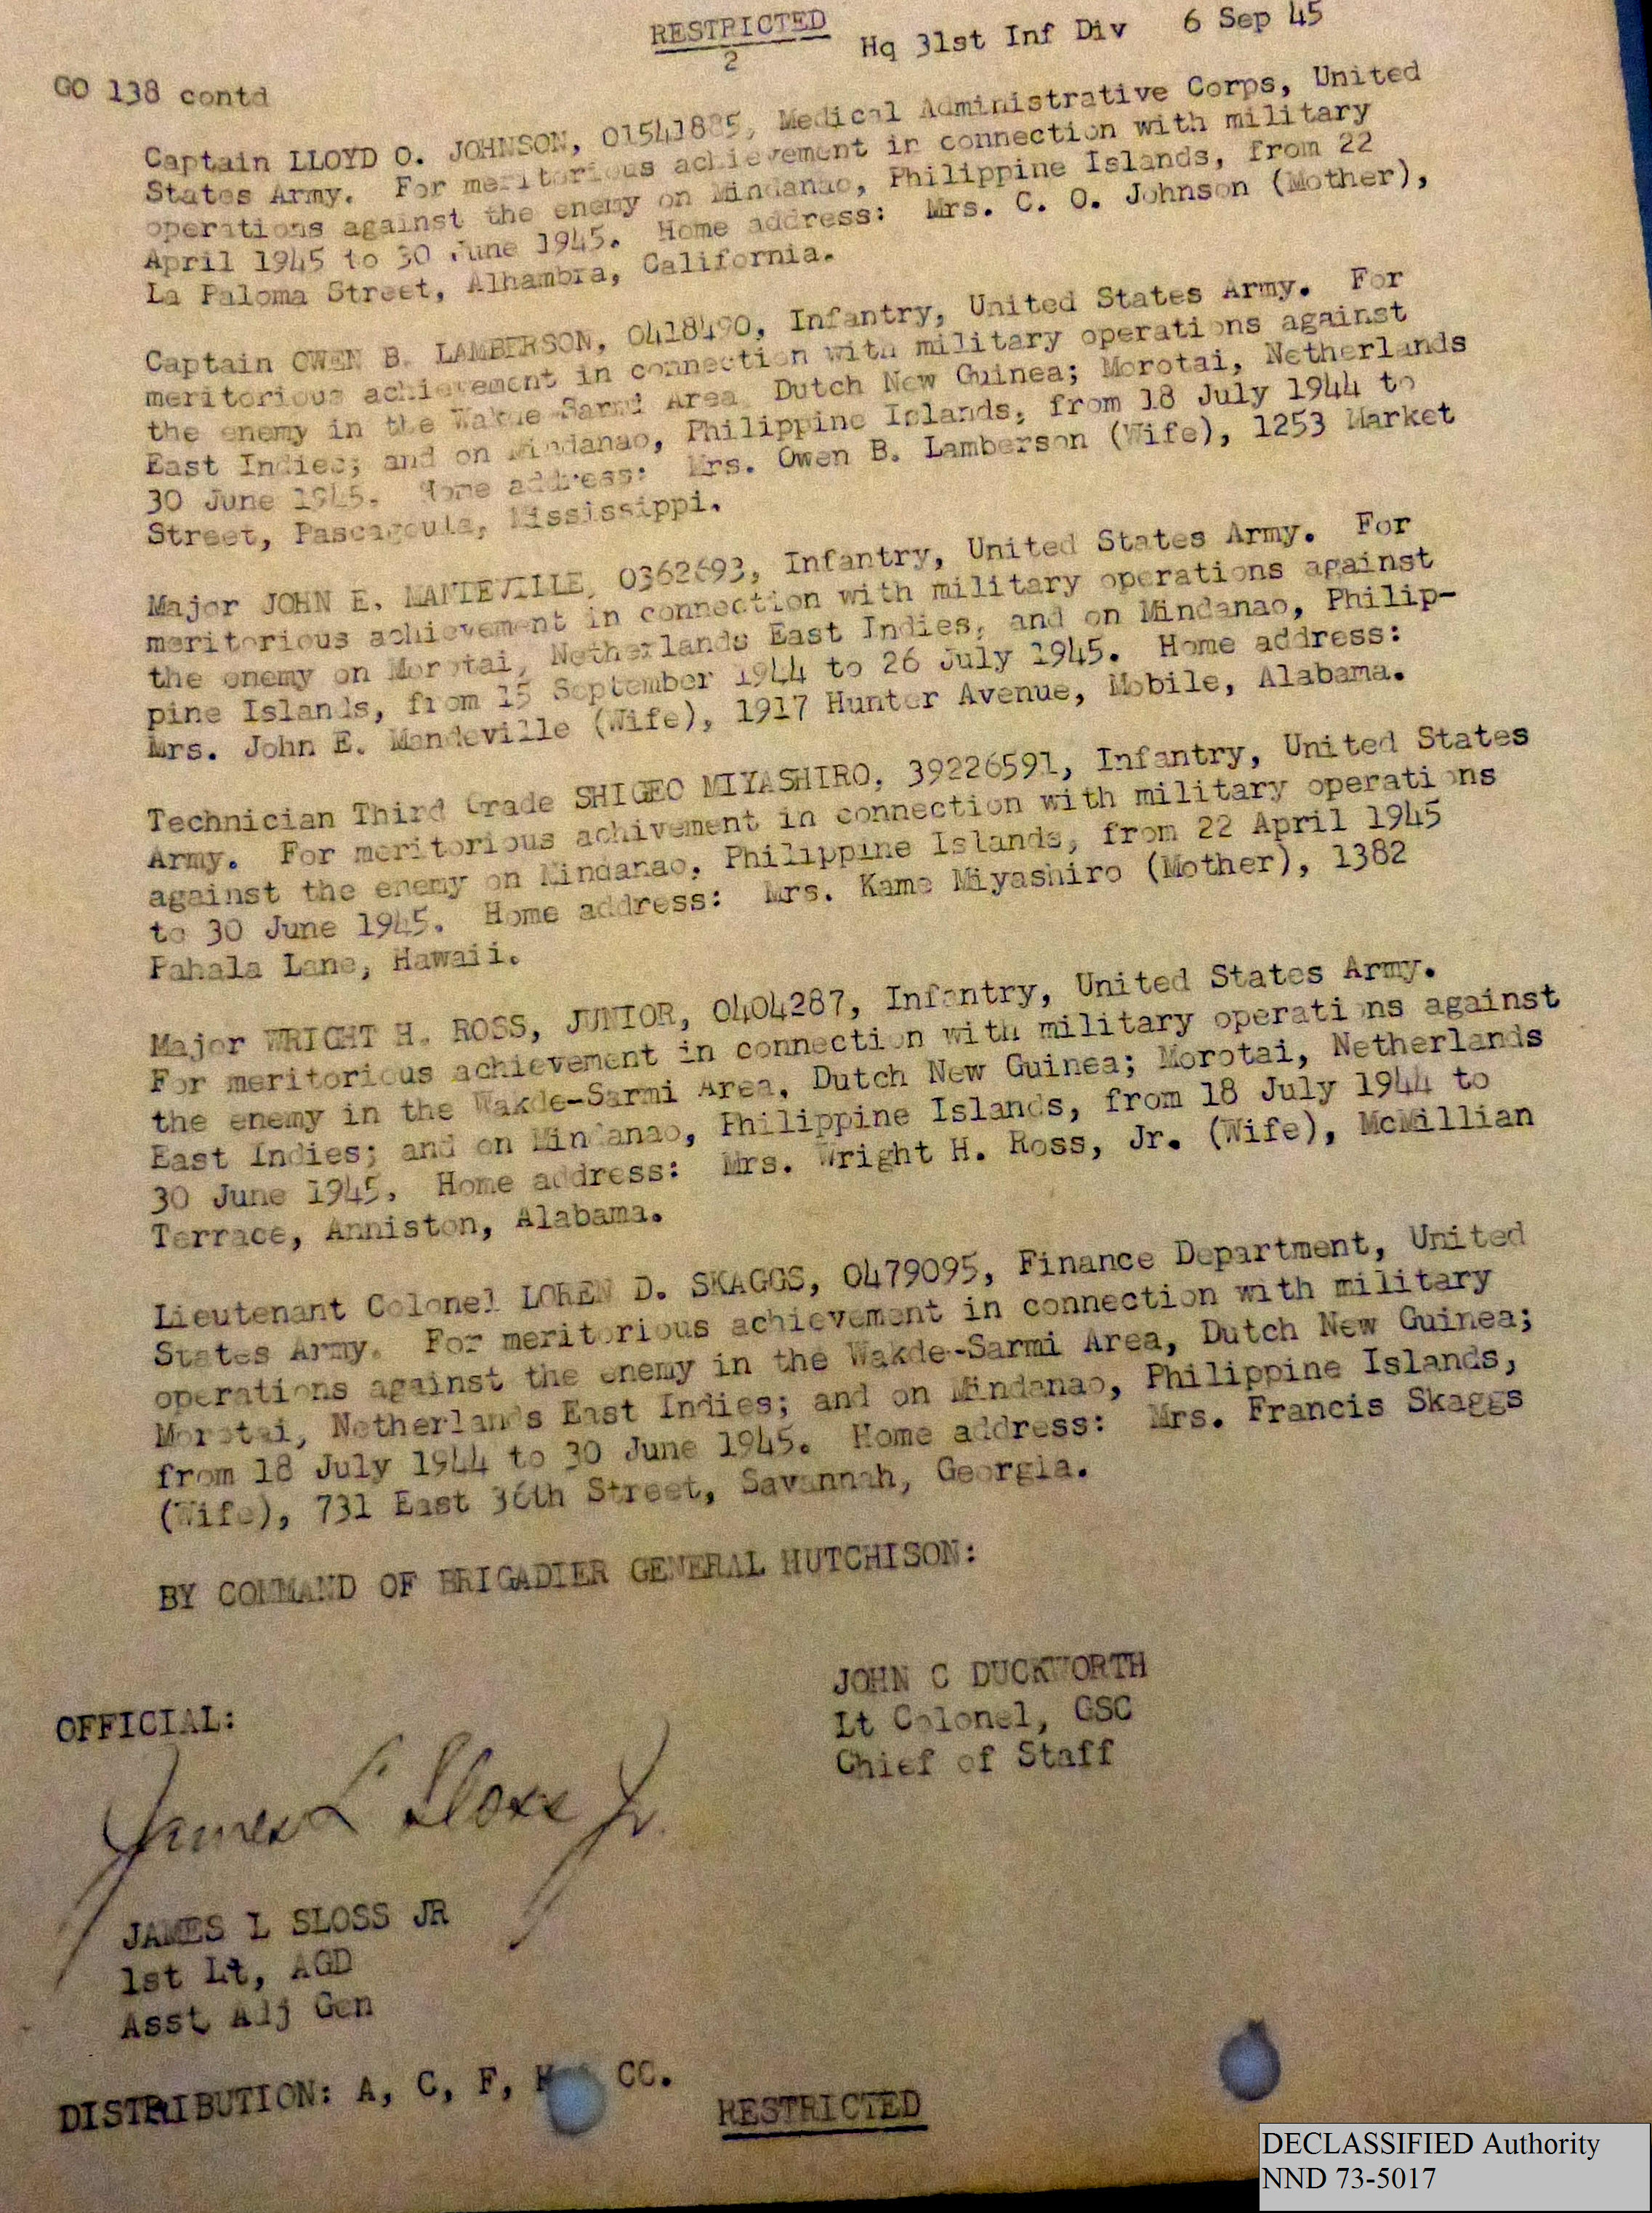 RESTRICTED
2
Hq 31st Inf Div 6 Sep 45
GO 138 contd
Captain LLOYD O. JOHNSON, 01541885, Medical Administrative Corps, United
States Army. For meritorious achievement in connection with military
operations against the enemy on Mindanao, Philippine Islands, from 22
April 1945 to 30 June 1945. Home address: Mrs. C. O. Johnson (Mother),
La Paloma Street, Alhambra, California.
Captain OWEN B. LAMBERSON, 0418490, Infantry, United States Army. For
meritorious achievement in connection with military operations against
the enemy in the Wakde-Sarmi Area, Dutch New Guinea; Morotai, Netherlands
East Indies; and on Mindanao, Philippine Islands, from 18 July 1944 to
30 June 1945. Home address: Mrs. Owen B. Lamberson (Wife), 1253 Market
Street, Pascagoula, Mississippi.
Major JOHN E. MANDEVILLE, 0362693, Infantry, United States Army. For
meritorious achievement in connection with military operations against
the enemy on Morotai, Netherlands East Indies, and on Mindanao, Philip-
pine Islands, from 15 September 1944 to 26 July 1945. Home address:
Mrs. John E. Mandeville (Wife), 1917 Hunter Avenue, Mobile, Alabama.
Technician Third Grade SHIGEO MIYASHIRO, 39226591, Infantry, United States
Army. For meritorious achivement in connection with military operations
against the enemy on Mindanao, Philippine Islands, from 22 April 1945
to 30 June 1945. Home address: Mrs. Kame Miyashiro (Mother), 1382
Pahala Lane, Hawaii.
Major WRIGHT H. ROSS, JUNIOR, 0404287, Infantry, United States Army.
For meritorious achievement in connection with military operations against
the enemy in the Wakde-Sarmi Area, Dutch New Guinea; Morotai, Netherlands
East Indies; and on Mindanao, Philippine Islands, from 18 July 1944 to
30 June 1945. Home address: Mrs. Wright H. Ross, Jr. (Wife), McMillian
Terrace, Anniston, Alabama.
Lieutenant Colonel LOREN D. SKAGGS, 0479095, Finance Department, United
States Army. For meritorious achievement in connection with military
operations against the enemy in the Wakde-Sarmi Area, Dutch New Guinea;
Morotai, Netherlands East Indies; and on Mindanao, Philippine Islands,
from 18 July 1944 to 30 June 1945. Home address: Mrs. Francis Skaggs
(Wife), 731 East 36th Street, Savannah, Georgia.
BY COMMAND OF BRIGADIER GENERAL HUTCHISON:
JOHN C DUCKWORTH
Lt Colonel, GSC
Chief of Staff
OFFICIAL:
James L Sloss Jr.
JAMES L SLOSS JR
1st Lt, AGD
Asst Adj Gen
DISTRIBUTION: A, C, F, CC.
RESTRICTED
DECLASSIFIED Authority
NND 73-5017